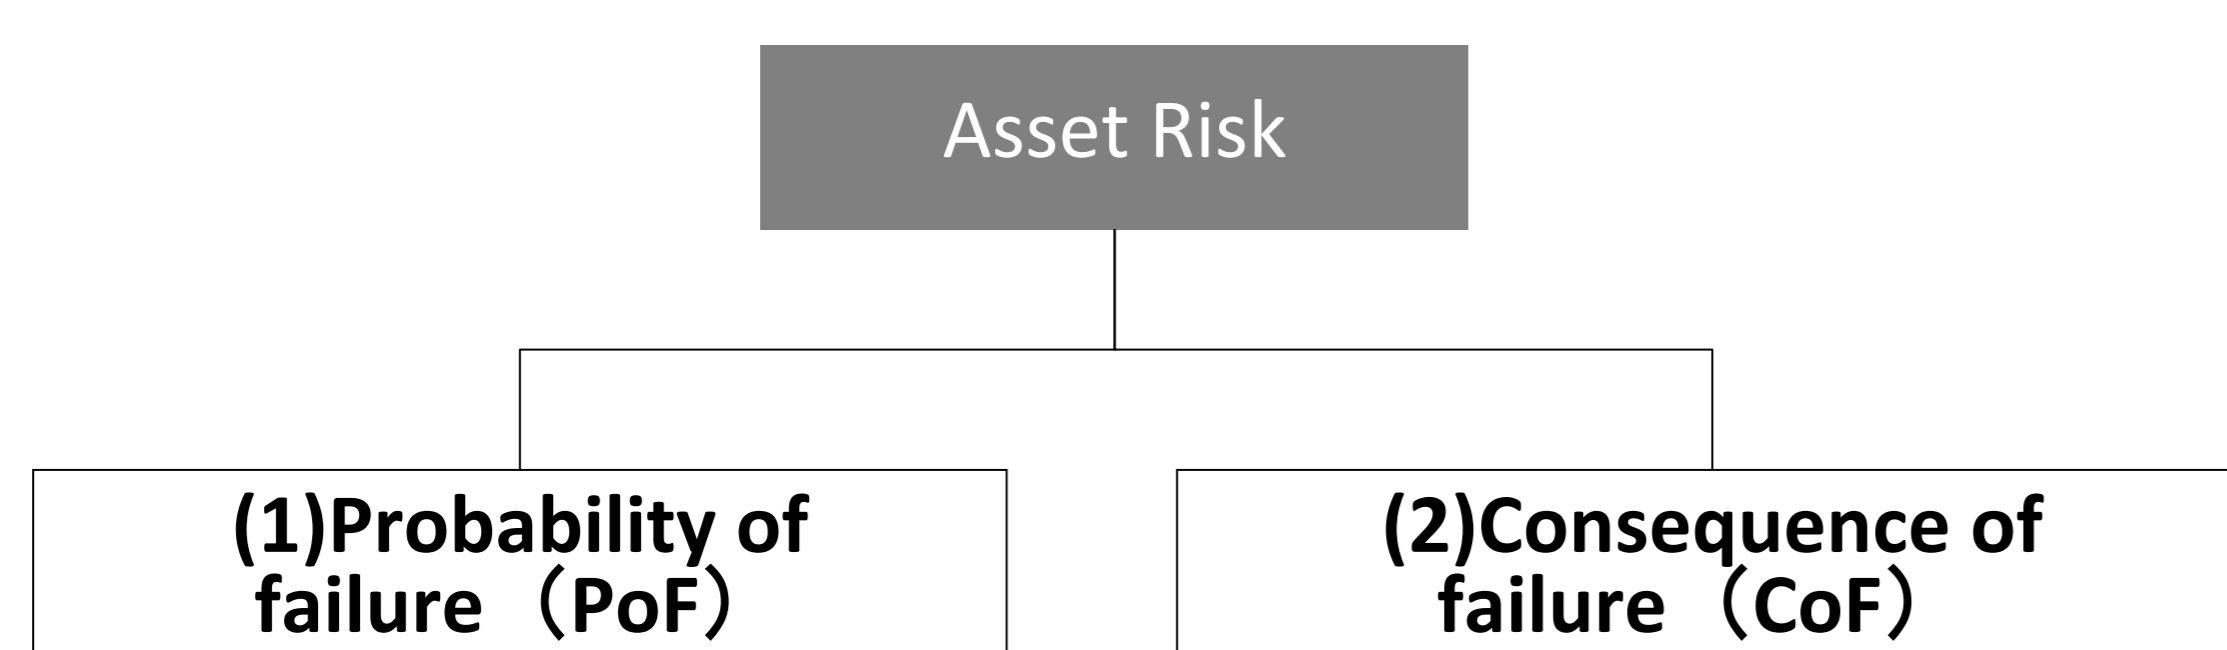 Asset Risk
(1)Probability of
failure（PoF）
(2)Consequence of
failure（CoF）